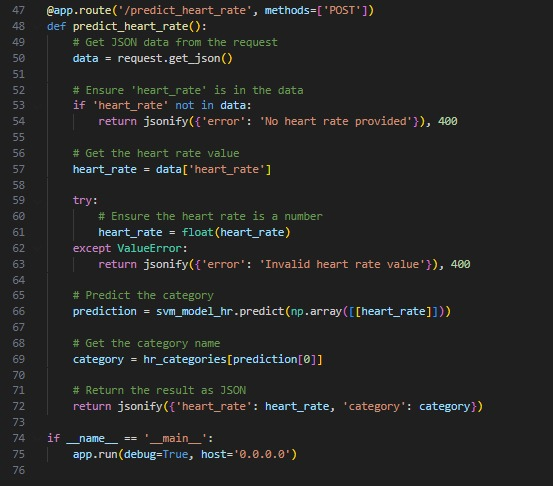 47 @app.route('/predict_heart_rate', methods=['POST'])
48 def predict_heart_rate():
49     # Get JSON data from the request
50     data = request.get_json()
51
52     # Ensure 'heart_rate' is in the data
53     if 'heart_rate' not in data:
54         return jsonify({'error': 'No heart rate provided'}), 400
55
56     # Get the heart rate value
57     heart_rate = data['heart_rate']
58
59     try:
60         # Ensure the heart rate is a number
61         heart_rate = float(heart_rate)
62     except ValueError:
63         return jsonify({'error': 'Invalid heart rate value'}), 400
64
65     # Predict the category
66     prediction = svm_model_hr.predict(np.array([[heart_rate]]))
67
68     # Get the category name
69     category = hr_categories[prediction[0]]
70
71     # Return the result as JSON
72     return jsonify({'heart_rate': heart_rate, 'category': category})
73
74 if __name__ == '__main__':
75     app.run(debug=True, host='0.0.0.0')
76